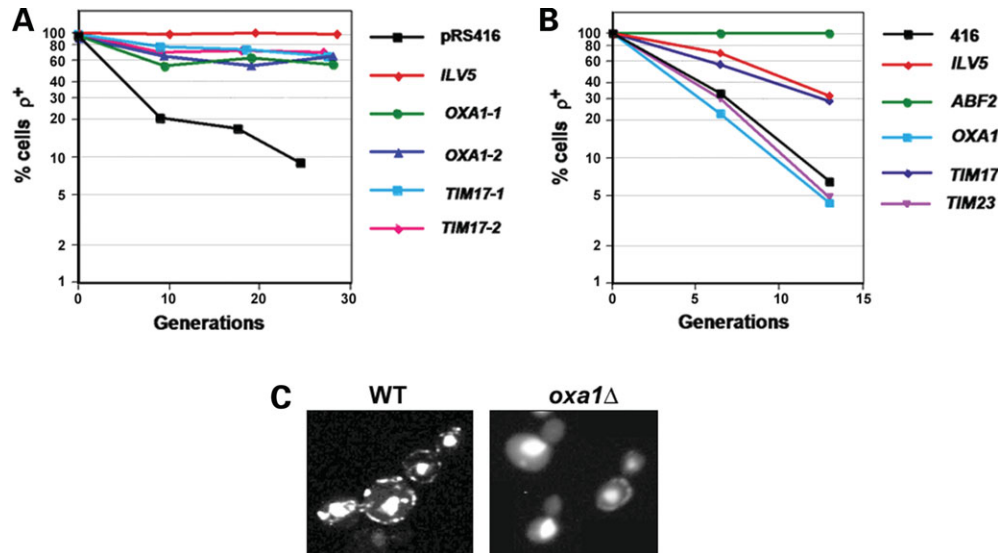 A
% cells ρ+
100
80
60
40
30
20
10
5
2
1
0
10
20
30
Generations
pRS416
ILV5
OXA1-1
OXA1-2
TIM17-1
TIM17-2
B
% cells ρ+
100
80
60
40
30
20
10
5
2
1
0
5
10
15
Generations
416
ILV5
ABF2
OXA1
TIM17
TIM23
C
WT
oxa1Δ